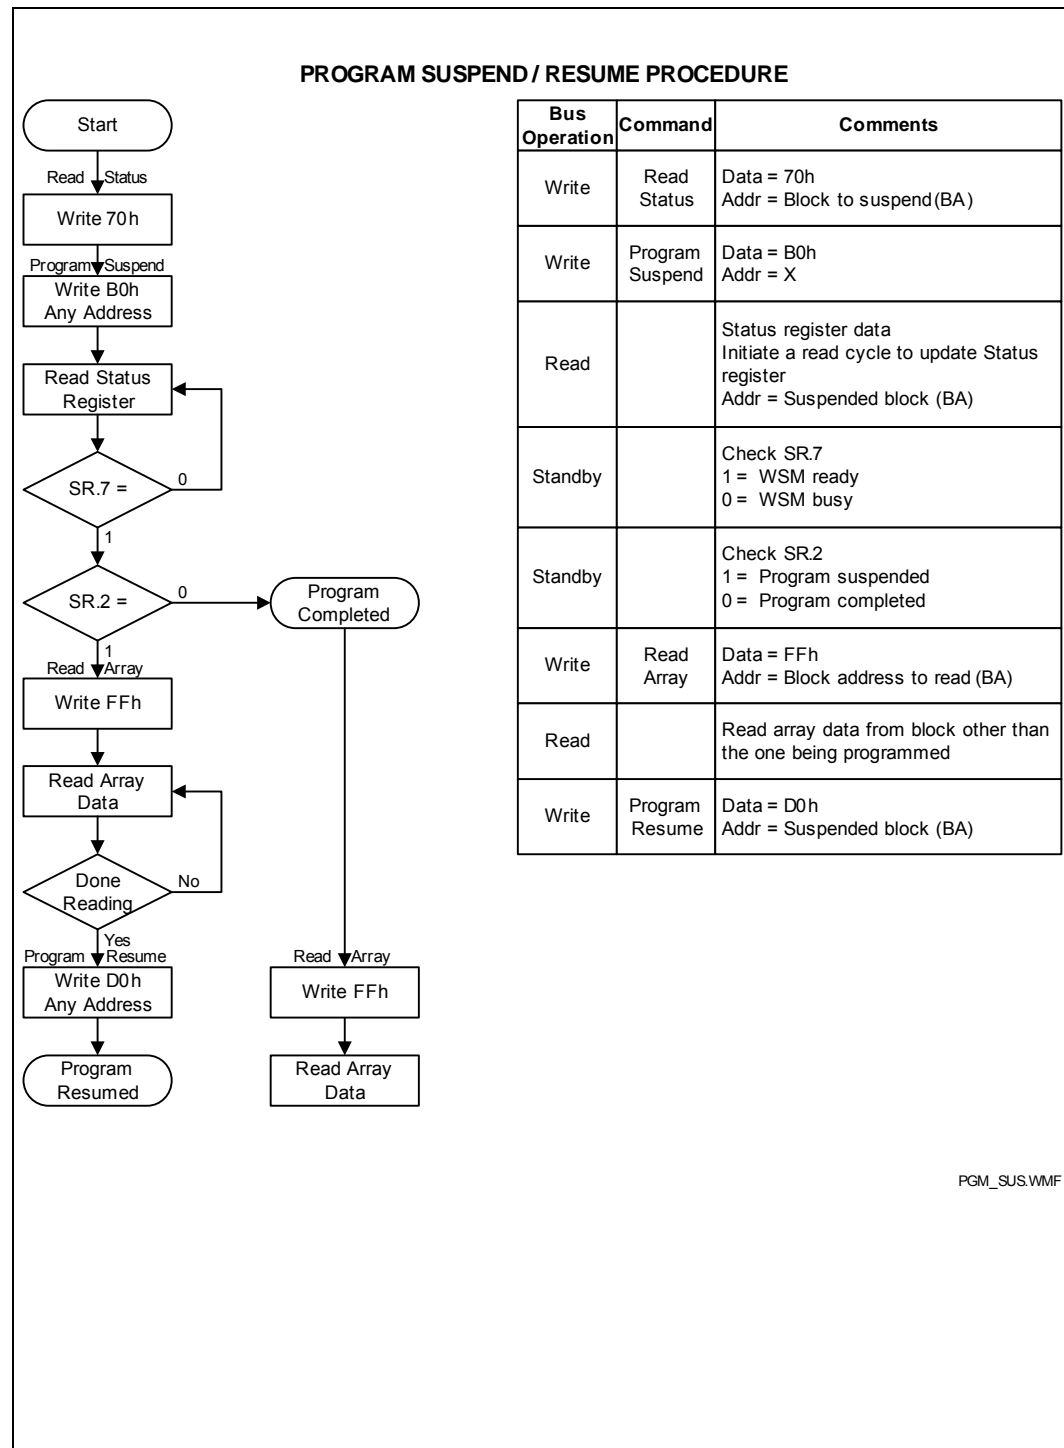 PROGRAM SUSPEND / RESUME PROCEDURE
Start
Read Status
Write 70h
Program Suspend
Write B0h
Any Address
Read Status
Register
SR.7 =
0
1
SR.2 =
0
Program
Completed
1
Read Array
Write FFh
Read Array
Data
Done
Reading
No
Yes
Program Resume
Write D0h
Any Address
Program
Resumed
Read Array
Write FFh
Read Array
Data
Bus
Operation
Command
Comments
Write
Read
Status
Data = 70h
Addr = Block to suspend (BA)
Write
Program
Suspend
Data = B0h
Addr = X
Read
Status register data
Initiate a read cycle to update Status
register
Addr = Suspended block (BA)
Standby
Check SR.7
1 = WSM ready
0 = WSM busy
Standby
Check SR.2
1 = Program suspended
0 = Program completed
Write
Read
Array
Data = FFh
Addr = Block address to read (BA)
Read
Read array data from block other than
the one being programmed
Write
Program
Resume
Data = D0h
Addr = Suspended block (BA)
PGM_SUS.WMF